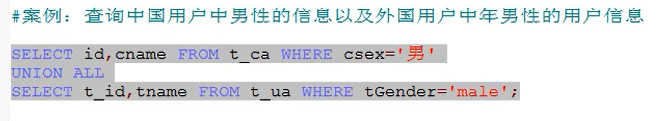 #案例：查询中国用户中男性的信息以及外国用户中年男性的用户信息
SELECT id,cname FROM t_ca WHERE csex='男'
UNION ALL
SELECT t_id,tname FROM t_ua WHERE tGender='male';